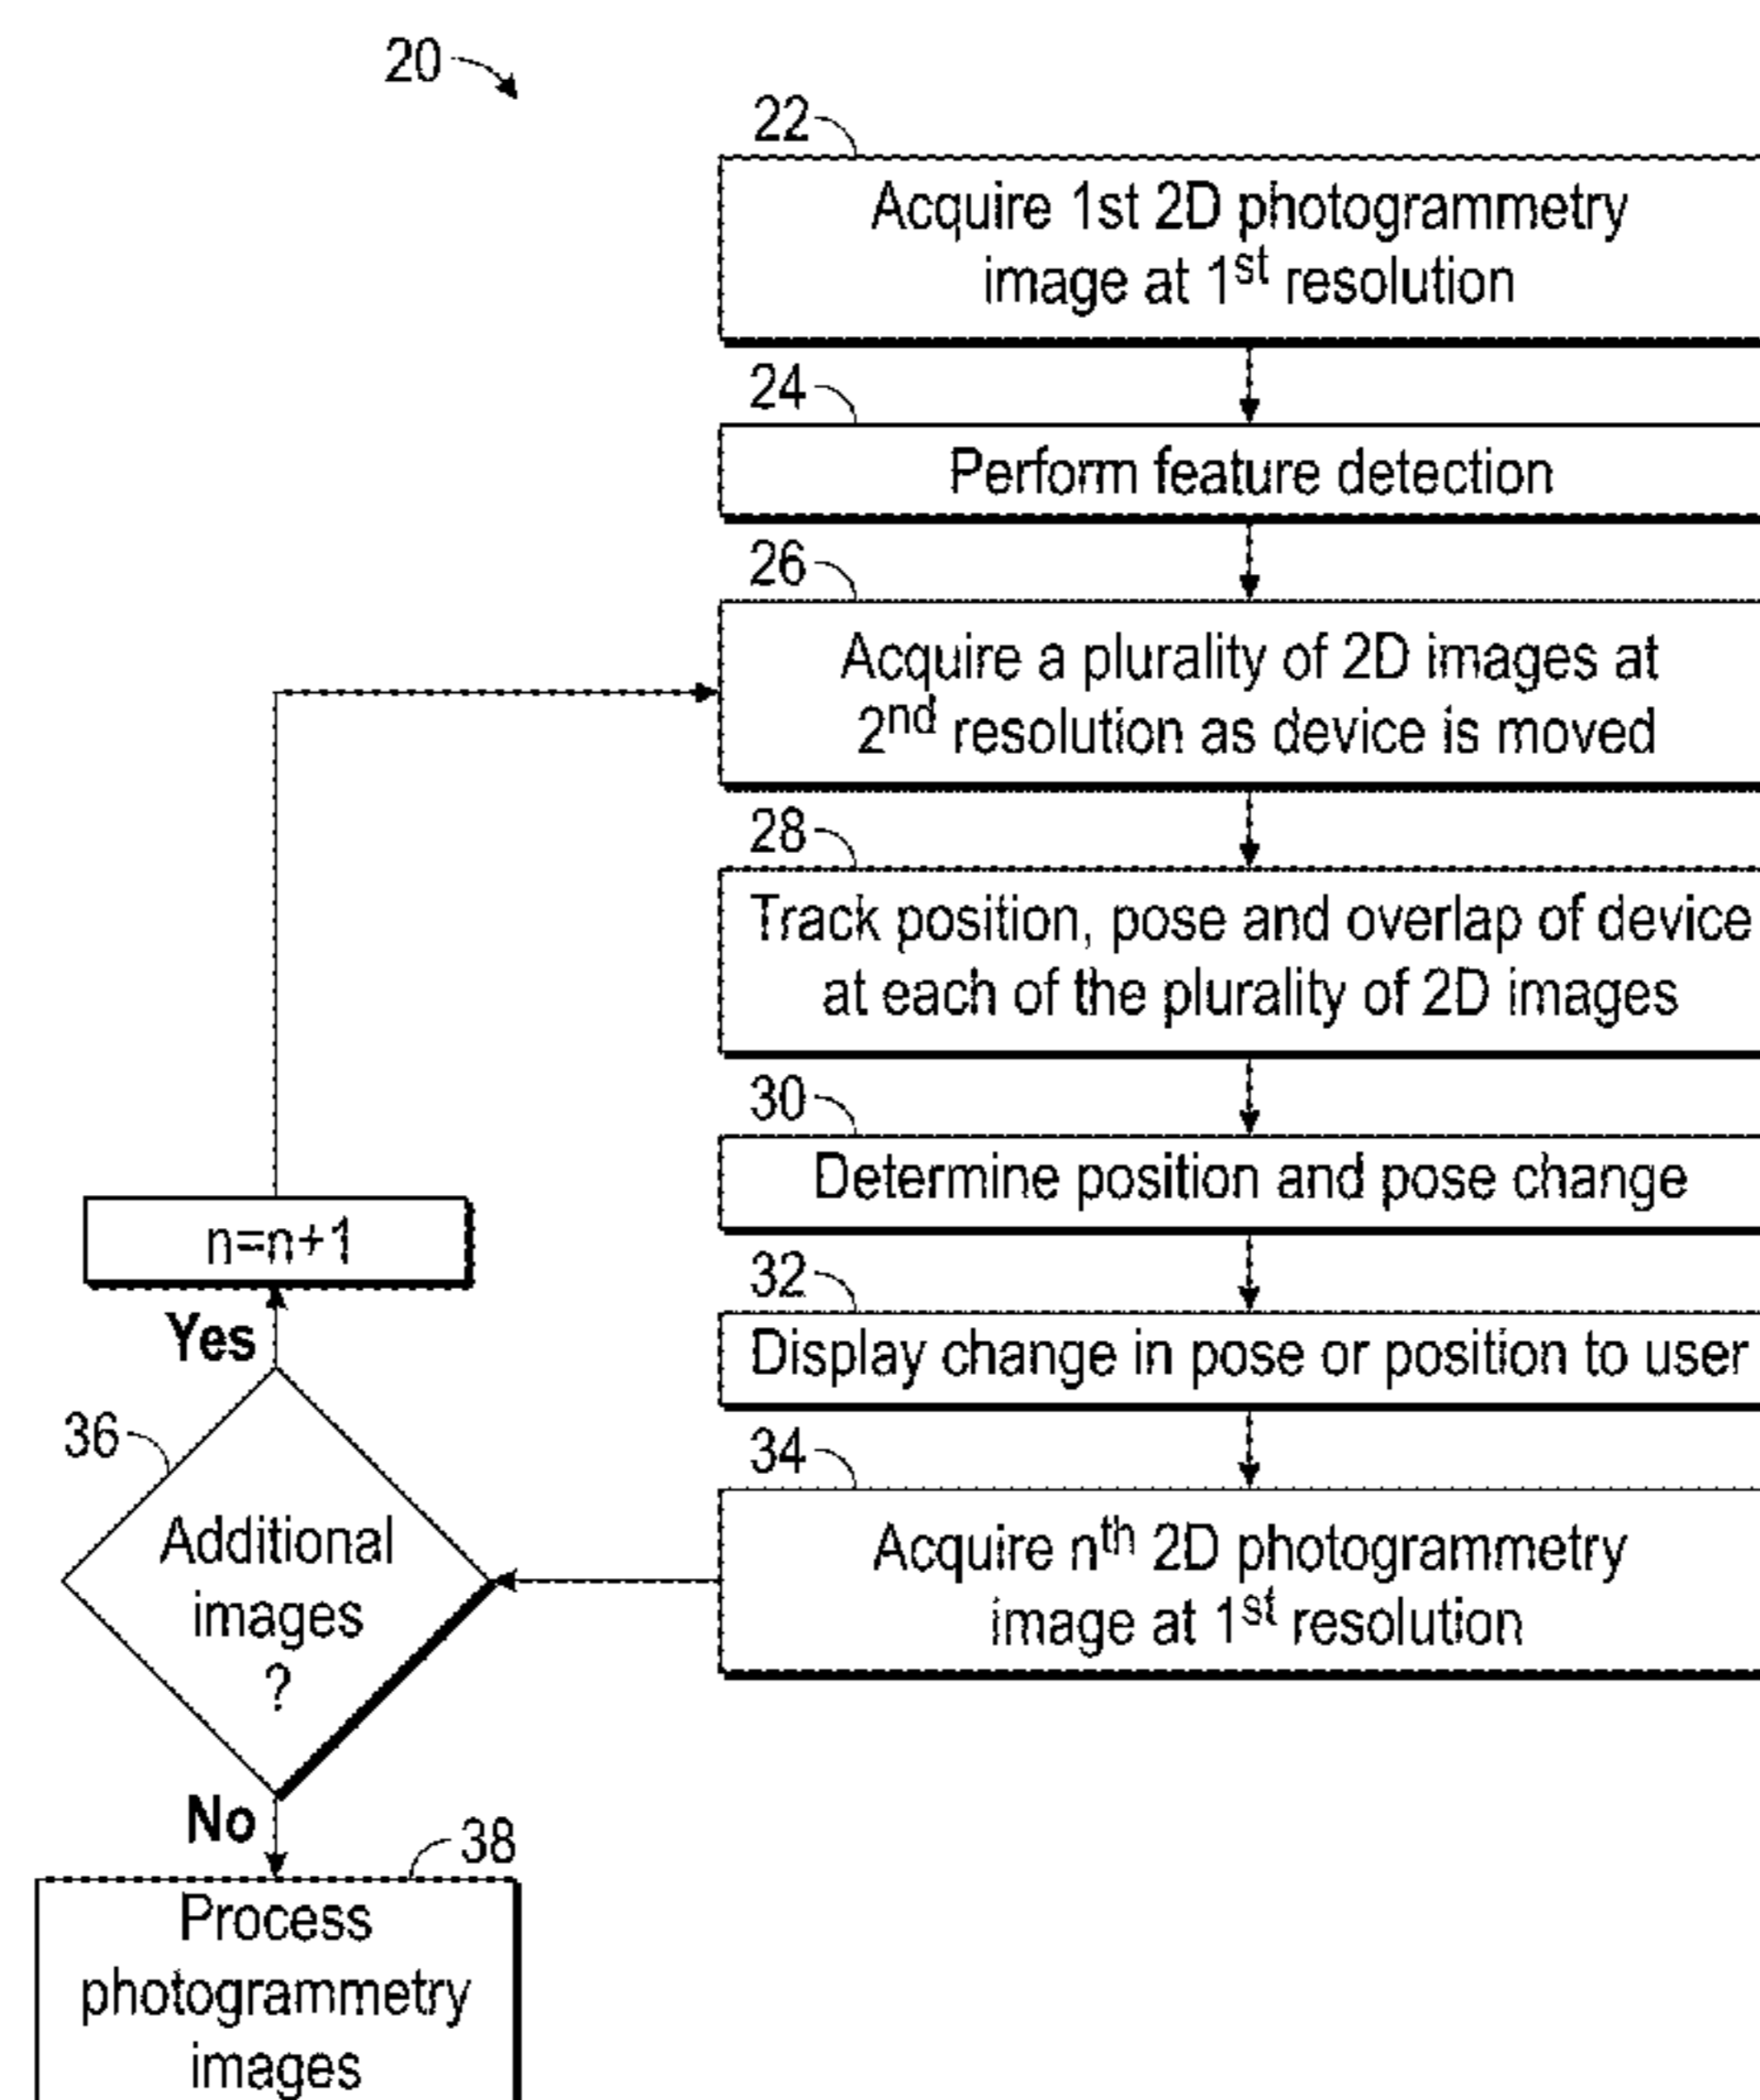 20
22
Acquire 1st 2D photogrammetry
image at 1st resolution
24
Perform feature detection
26
Acquire a plurality of 2D images at
2nd resolution as device is moved
28
Track position, pose and overlap of device
at each of the plurality of 2D images
30
Determine position and pose change
32
Display change in pose or position to user
34
Acquire nth 2D photogrammetry
image at 1st resolution
n=n+1
Yes
36
Additional
images
?
No
38
Process
photogrammetry
images